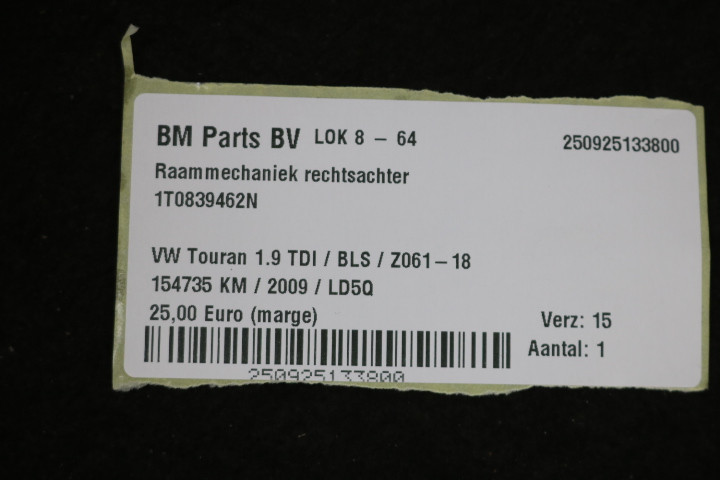 BM Parts BV LOK 8 - 64 250925133800
Raammechaniek rechtsachter
1T0839462N
VW Touran 1.9 TDI / BLS / Z061-18
154735 KM / 2009 / LD5Q
25,00 Euro (marge)
Verz: 15
Aantal: 1
250925133800